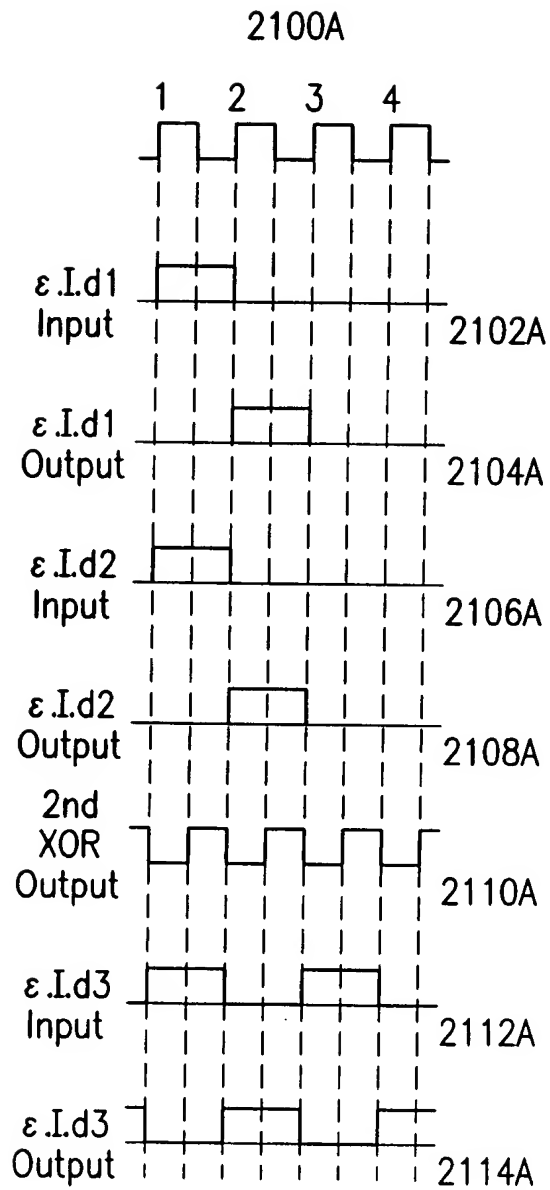 2100A
1 2 3 4
ε.I.d1
Input
2102A
ε.I.d1
Output
2104A
ε.I.d2
Input
2106A
ε.I.d2
Output
2108A
2nd
XOR
Output
2110A
ε.I.d3
Input
2112A
ε.I.d3
Output
2114A